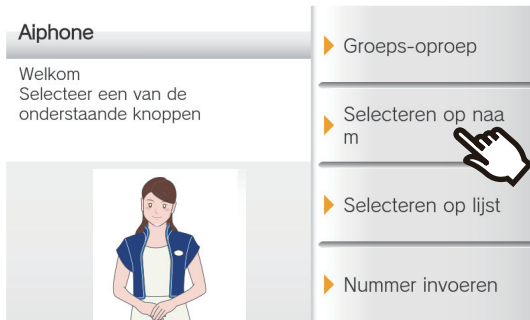 Aiphone
Welkom
Selecteer een van de
onderstaande knoppen
Groeps-oproep
Selecteren op naa
m
Selecteren op lijst
Nummer invoeren